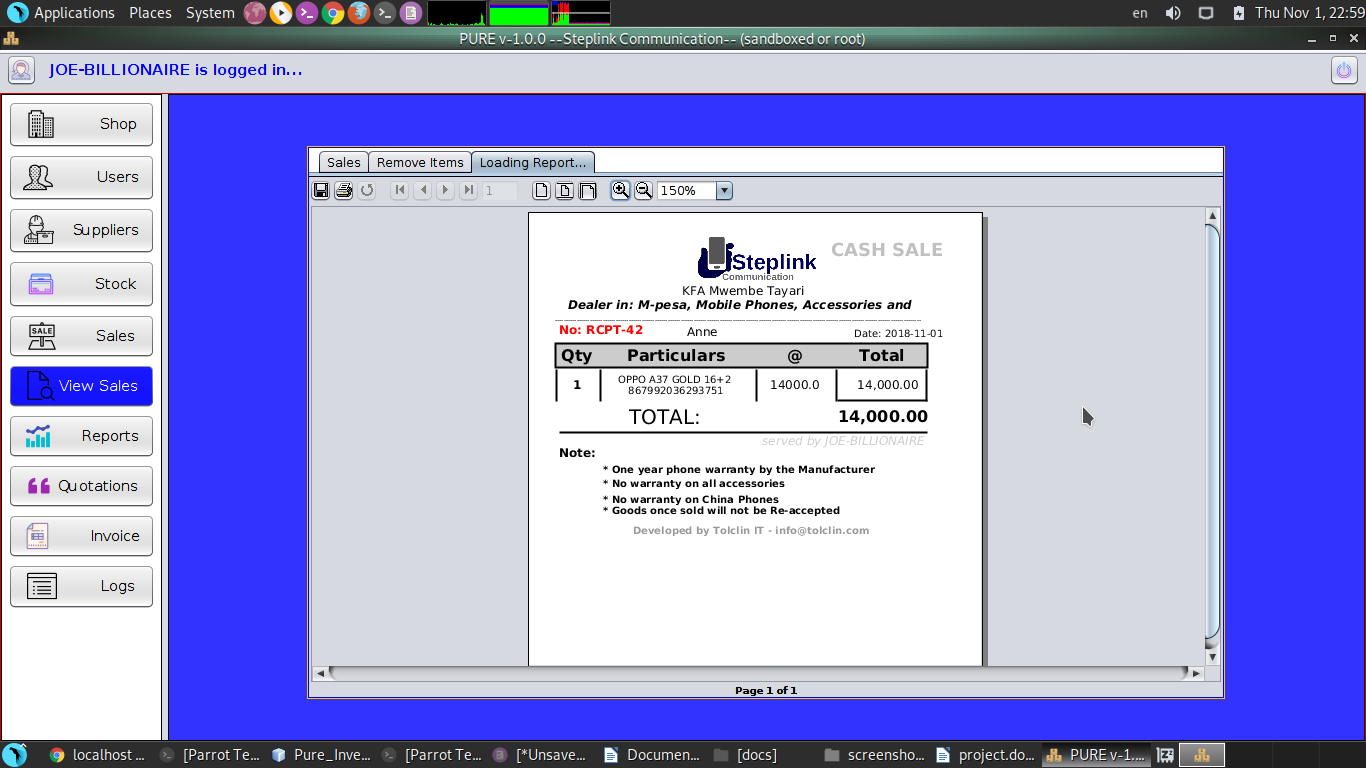 Applications Places System en Thu Nov 1, 22:59
PURE v-1.0.0 --Steplink Communication-- (sandboxed or root)
JOE-BILLIONAIRE is logged in...
Shop
Users
Suppliers
Stock
SALE
Sales
View Sales
Reports
Quotations
Invoice
Logs
Sales Remove Items Loading Report...
1 150%
CASH SALE
Steplink
Communication
KFA Mwembe Tayari
Dealer in: M-pesa, Mobile Phones, Accessories and
No: RCPT-42 Anne Date: 2018-11-01
Qty Particulars @ Total
1 OPPO A37 GOLD 16+2 14000.0 14,000.00
867992036293751
TOTAL: 14,000.00
served by JOE-BILLIONAIRE
Note:
* One year phone warranty by the Manufacturer
* No warranty on all accessories
* No warranty on China Phones
* Goods once sold will not be Re-accepted
Developed by Tolclin IT - info@tolclin.com
Page 1 of 1
localhost ... [Parrot Te... Pure_Inve... [Parrot Te... [*Unsave... Documen... [docs] screensho... project.do... PURE v-1....